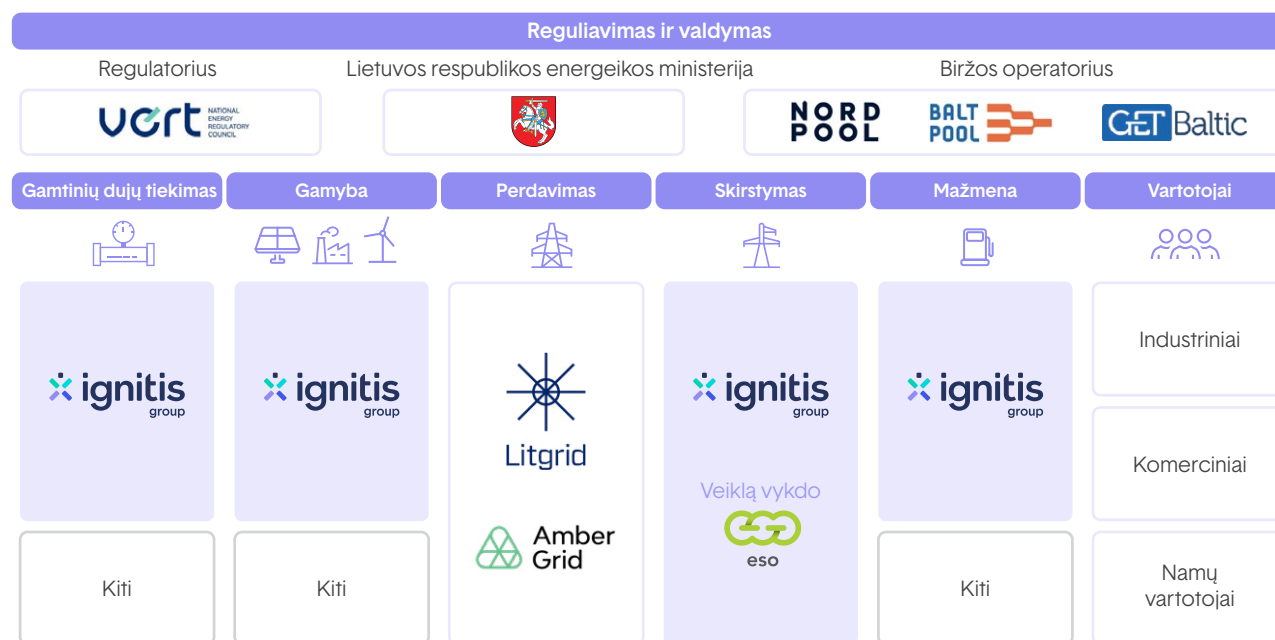 Reguliavimas ir valdymas
Regulatorius
Lietuvos respublikos energeikos ministerija
Biržos operatorius
vert
NATIONAL
ENERGY
REGULATORY
COUNCIL
NORD
POOL
BALT
POOL
GET Baltic
Gamtinių dujų tiekimas
Gamyba
Perdavimas
Skirstymas
Mažmena
Vartotojai
ignitis
group
Kiti
ignitis
group
Kiti
Litgrid
Amber
Grid
ignitis
group
Veiklą vykdo
eso
ignitis
group
Kiti
Industriniai
Komerciniai
Namų
vartotojai